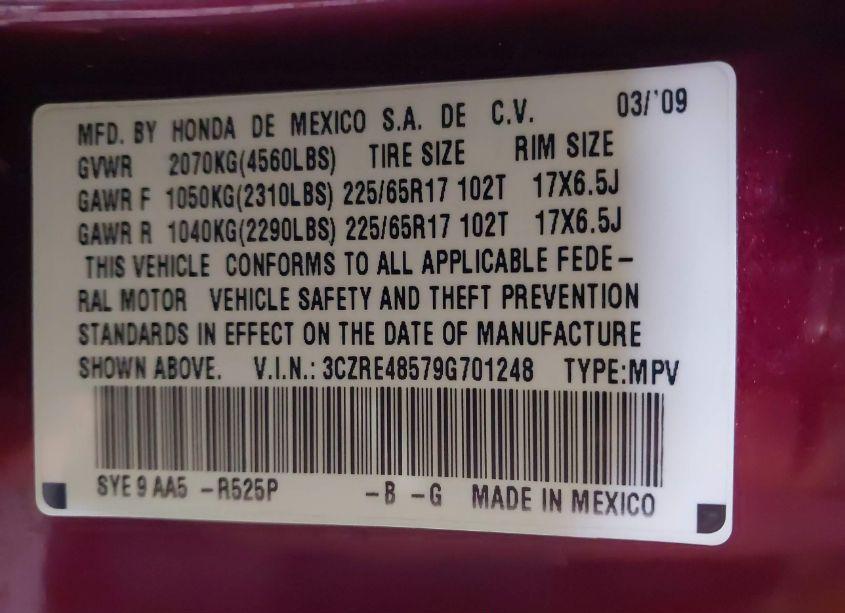 MFD. BY HONDA DE MEXICO S.A. DE C.V. 03/'09
GVWR 2070KG(4560LBS) TIRE SIZE RIM SIZE
GAWR F 1050KG(2310LBS) 225/65R17 102T 17X6.5J
GAWR R 1040KG(2290LBS) 225/65R17 102T 17X6.5J
THIS VEHICLE CONFORMS TO ALL APPLICABLE FEDE-
RAL MOTOR VEHICLE SAFETY AND THEFT PREVENTION
STANDARDS IN EFFECT ON THE DATE OF MANUFACTURE
SHOWN ABOVE. V.I.N.: 3CZRE48579G701248 TYPE:MPV
SYE 9 AA5 -R525P -B -G MADE IN MEXICO